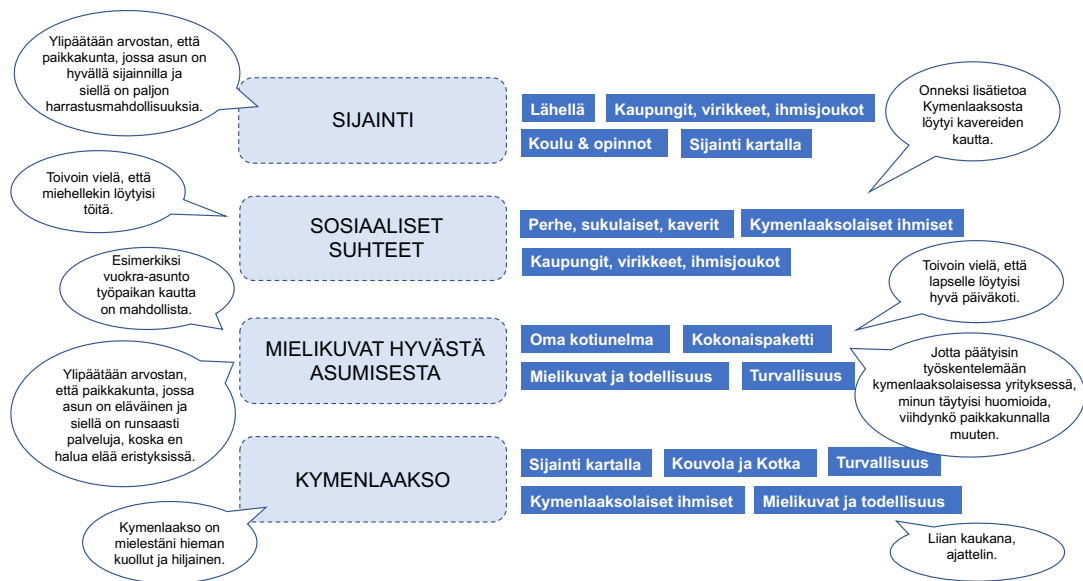 Ylipäätään arvostan, että
paikkakunta, jossa asun on
hyvällä sijainnilla ja
siellä on paljon
harrastusmahdollisuuksia.
SIJAINTI
Lähellä
Kaupungit, virikkeet, ihmisjoukot
Koulu & opinnot
Sijainti kartalla
Onneksi lisätietoa
Kymenlaaksosta
löytyi kavereiden
kautta.
Toivoin vielä, että
miehellekin löytyisi
töitä.
SOSIAALISET
SUHTEET
Perhe, sukulaiset, kaverit
Kymenlaaksolaiset ihmiset
Kaupungit, virikkeet, ihmisjoukot
Esimerkiksi
vuokra-asunto
työpaikan kautta
on mahdollista.
Toivoin vielä, että
lapselle löytyisi
hyvä päiväkoti.
MIELIKUVAT HYVÄSTÄ
ASUMISESTA
Oma kotiunelma
Kokonaispaketti
Mielikuvat ja todellisuus
Turvallisuus
Ylipäätään arvostan,
että paikkakunta, jossa
asun on eläväinen ja
siellä on runsaasti
palveluja, koska en
halua elää eristyksissä.
Jotta päätyisin
työskentelemään
kymenlaaksolaisessa yrityksessä,
minun täytyisi huomioida,
viihdynkö paikkakunnalla
muuten.
KYMENLAAKSO
Sijainti kartalla
Kouvola ja Kotka
Turvallisuus
Kymenlaaksolaiset ihmiset
Mielikuvat ja todellisuus
Kymenlaakso on
mielestäni hieman
kuollut ja hiljainen.
Liian kaukana,
ajattelin.